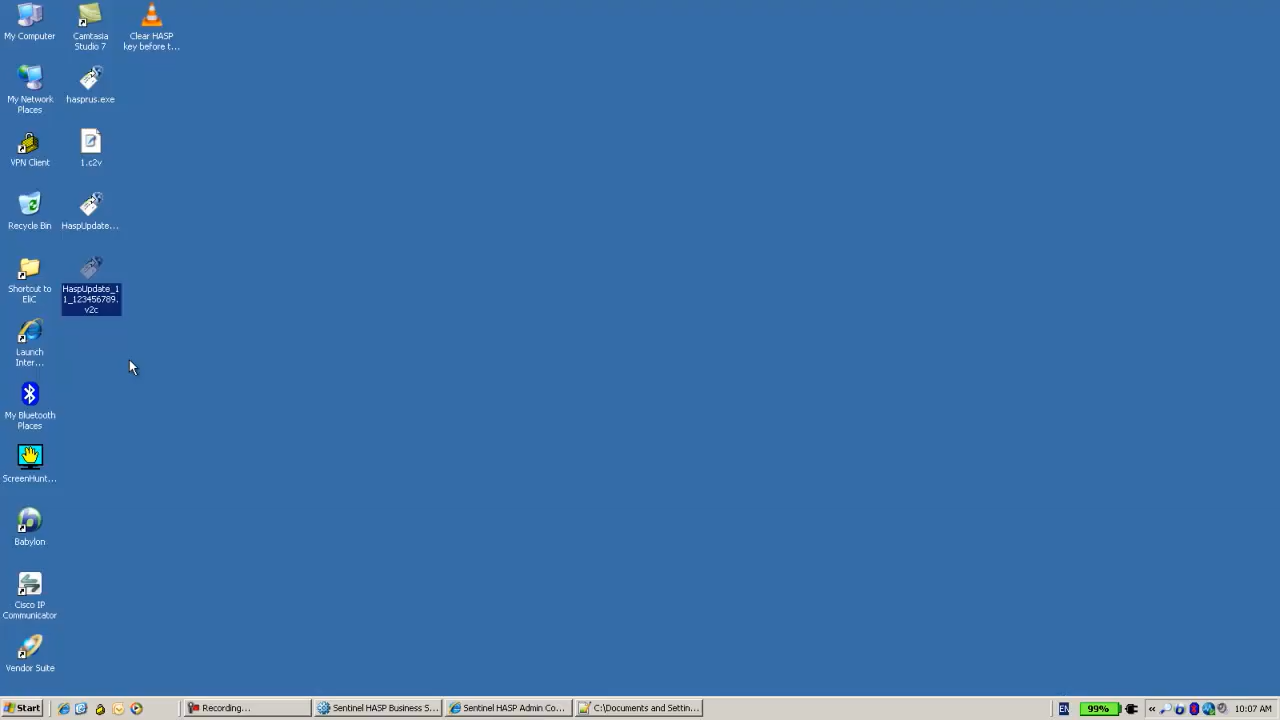 My Computer
Camtasia
Studio 7
Clear HASP
key before t...
My Network
Places
hasprus.exe
VPN Client
1.c2v
Recycle Bin
HaspUpdate...
Shortcut to
EliC
HaspUpdate_1
1_123456789.
v2c
Launch
Inter...
My Bluetooth
Places
ScreenHunt...
Babylon
Cisco IP
Communicator
Vendor Suite
Start
Recording...
Sentinel HASP Business S...
Sentinel HASP Admin Co...
C:\Documents and Settin...
EN
99%
«
10:07 AM